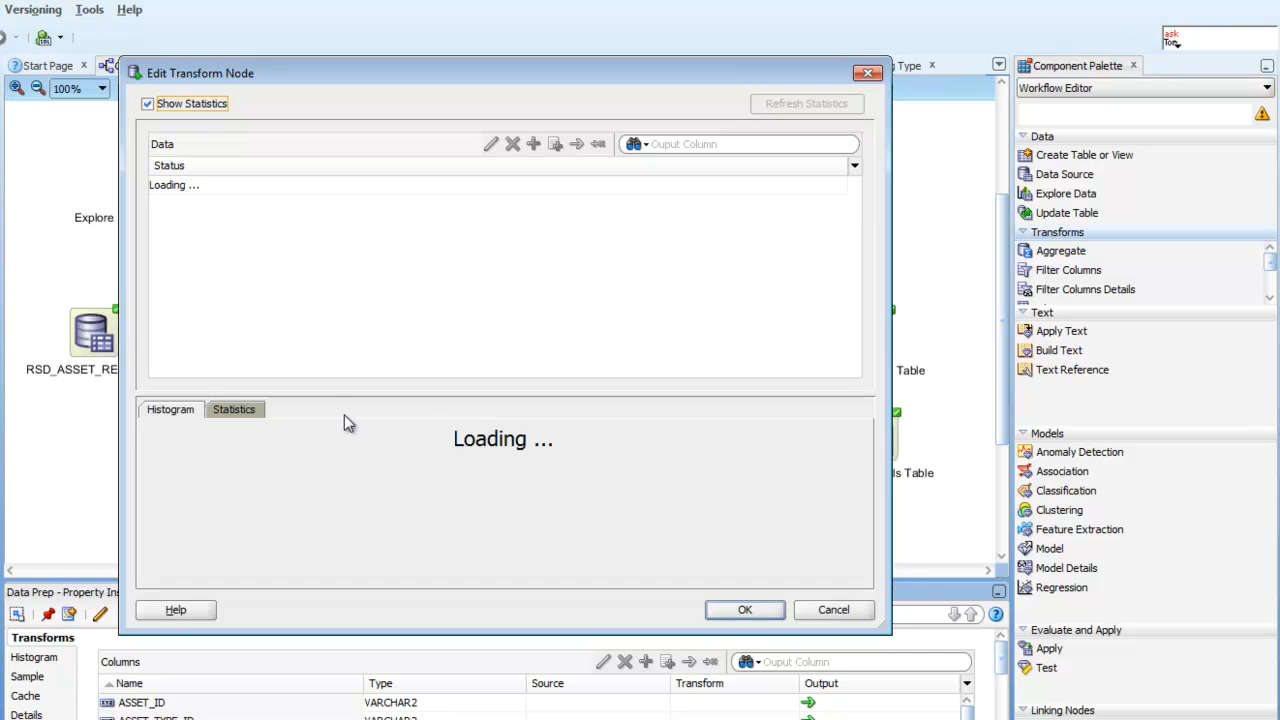 Versioning Tools Help
ask
Tom
Start Page
Type
Component Palette
100%
Workflow Editor
Edit Transform Node
Show Statistics
Refresh Statistics
Data
Ouput Column
Status
Loading ...
Histogram
Statistics
Loading ...
Help
OK
Cancel
Explore
RSD_ASSET_RE
Table
ls Table
Data
Create Table or View
Data Source
Explore Data
Update Table
Transforms
Aggregate
Filter Columns
Filter Columns Details
Text
Apply Text
Build Text
Text Reference
Models
Anomaly Detection
Association
Classification
Clustering
Feature Extraction
Model
Model Details
Regression
Evaluate and Apply
Apply
Test
Linking Nodes
Data Prep - Property Ins
Transforms
Histogram
Sample
Cache
Details
Columns
Ouput Column
Name Type Source Transform Output
ASSET_ID VARCHAR2
ASSET_TYPE_ID VARCHAR2